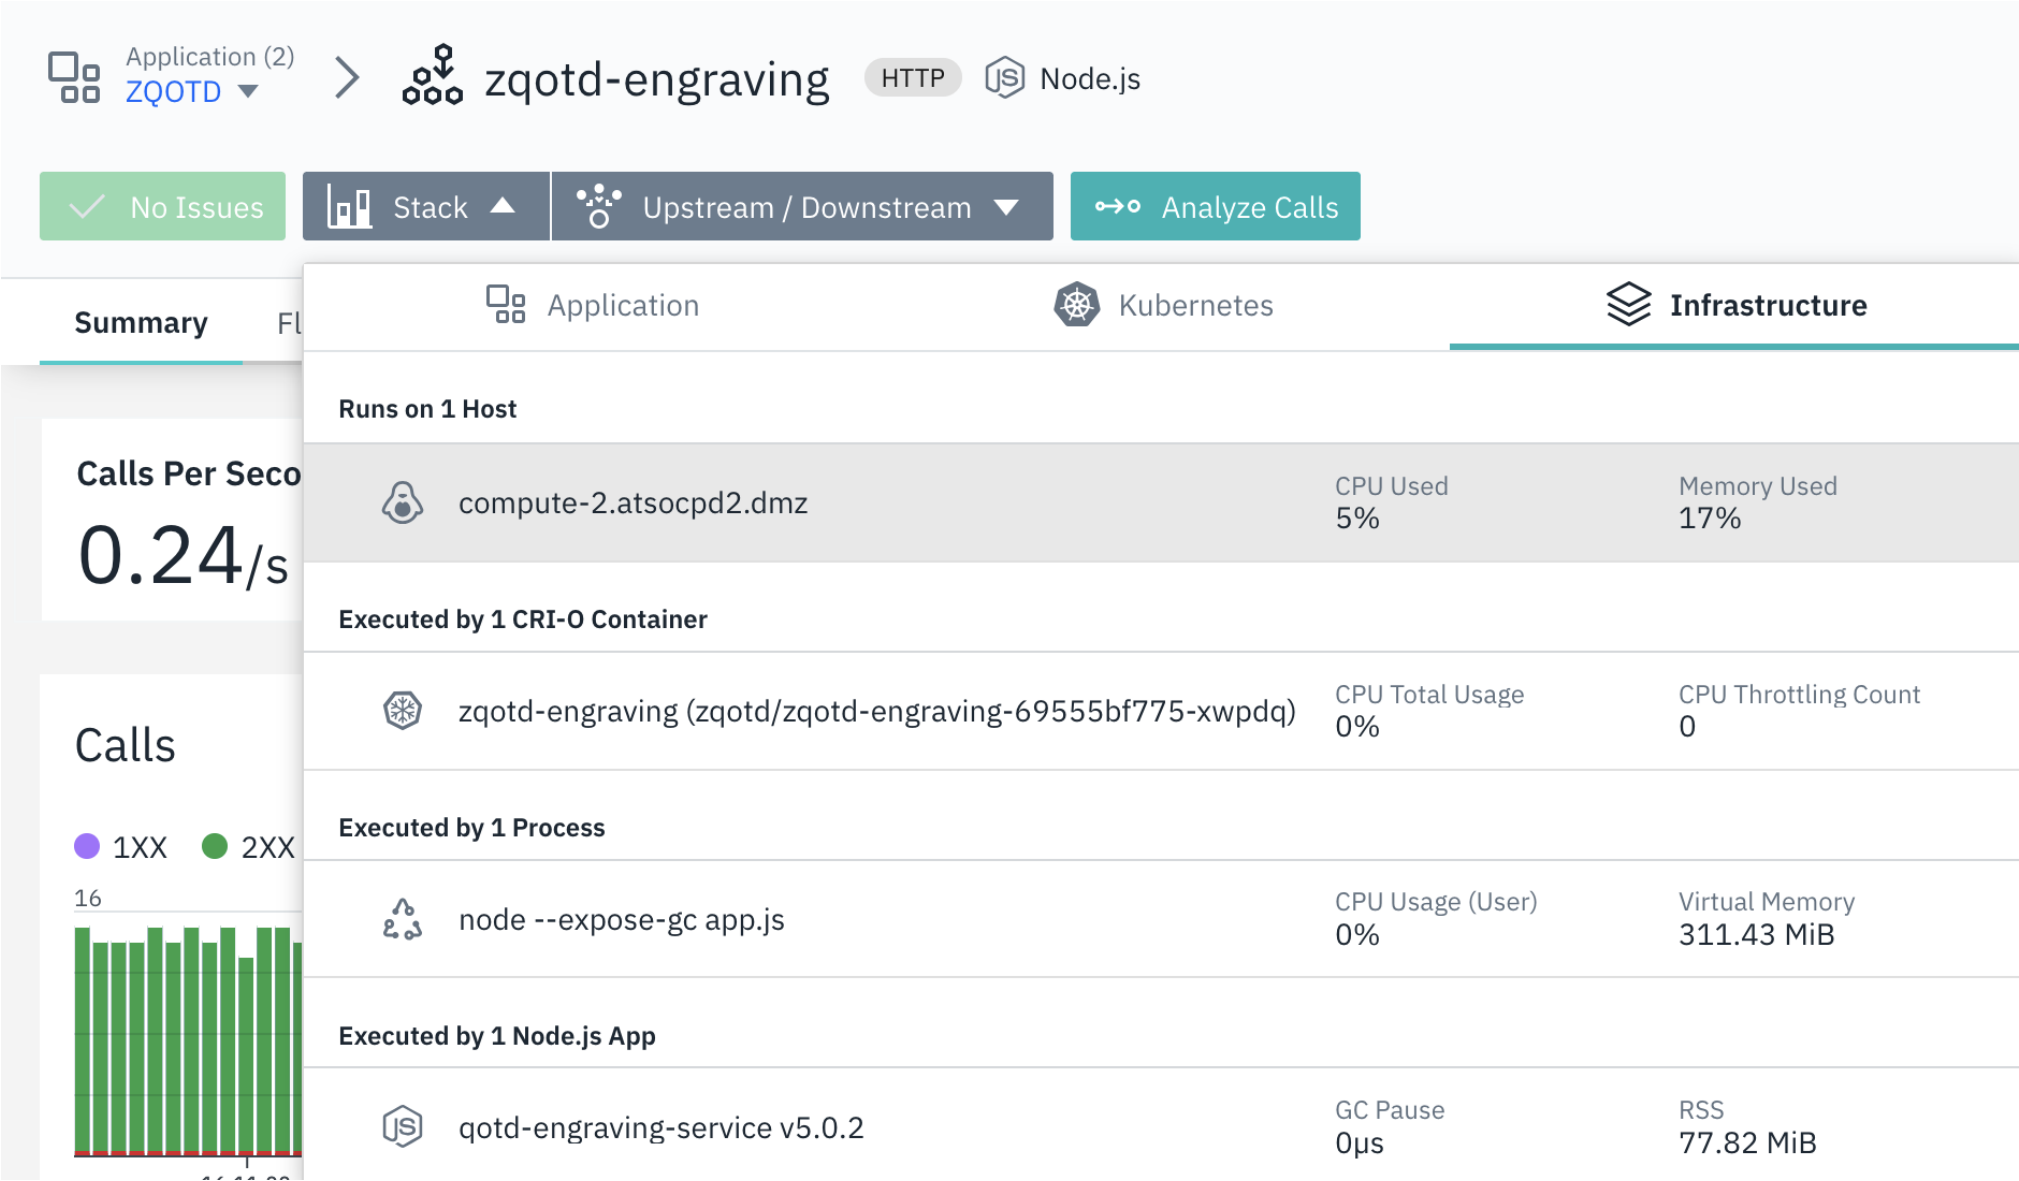 Application (2)
ZQOTD
zqotd-engraving
HTTP
JS
Node.js
No Issues
Stack
Upstream / Downstream
Analyze Calls
Summary
Fl
Application
Kubernetes
Infrastructure
Runs on 1 Host
compute-2.atsocpd2.dmz
CPU Used
5%
Memory Used
17%
Calls Per Seco
0.24/s
Executed by 1 CRI-O Container
zqotd-engraving (zqotd/zqotd-engraving-69555bf775-xwpdq)
CPU Total Usage
0%
CPU Throttling Count
0
Calls
1XX
2XX
16
Executed by 1 Process
node --expose-gc app.js
CPU Usage (User)
0%
Virtual Memory
311.43 MiB
Executed by 1 Node.js App
JS
qotd-engraving-service v5.0.2
GC Pause
0μs
RSS
77.82 MiB